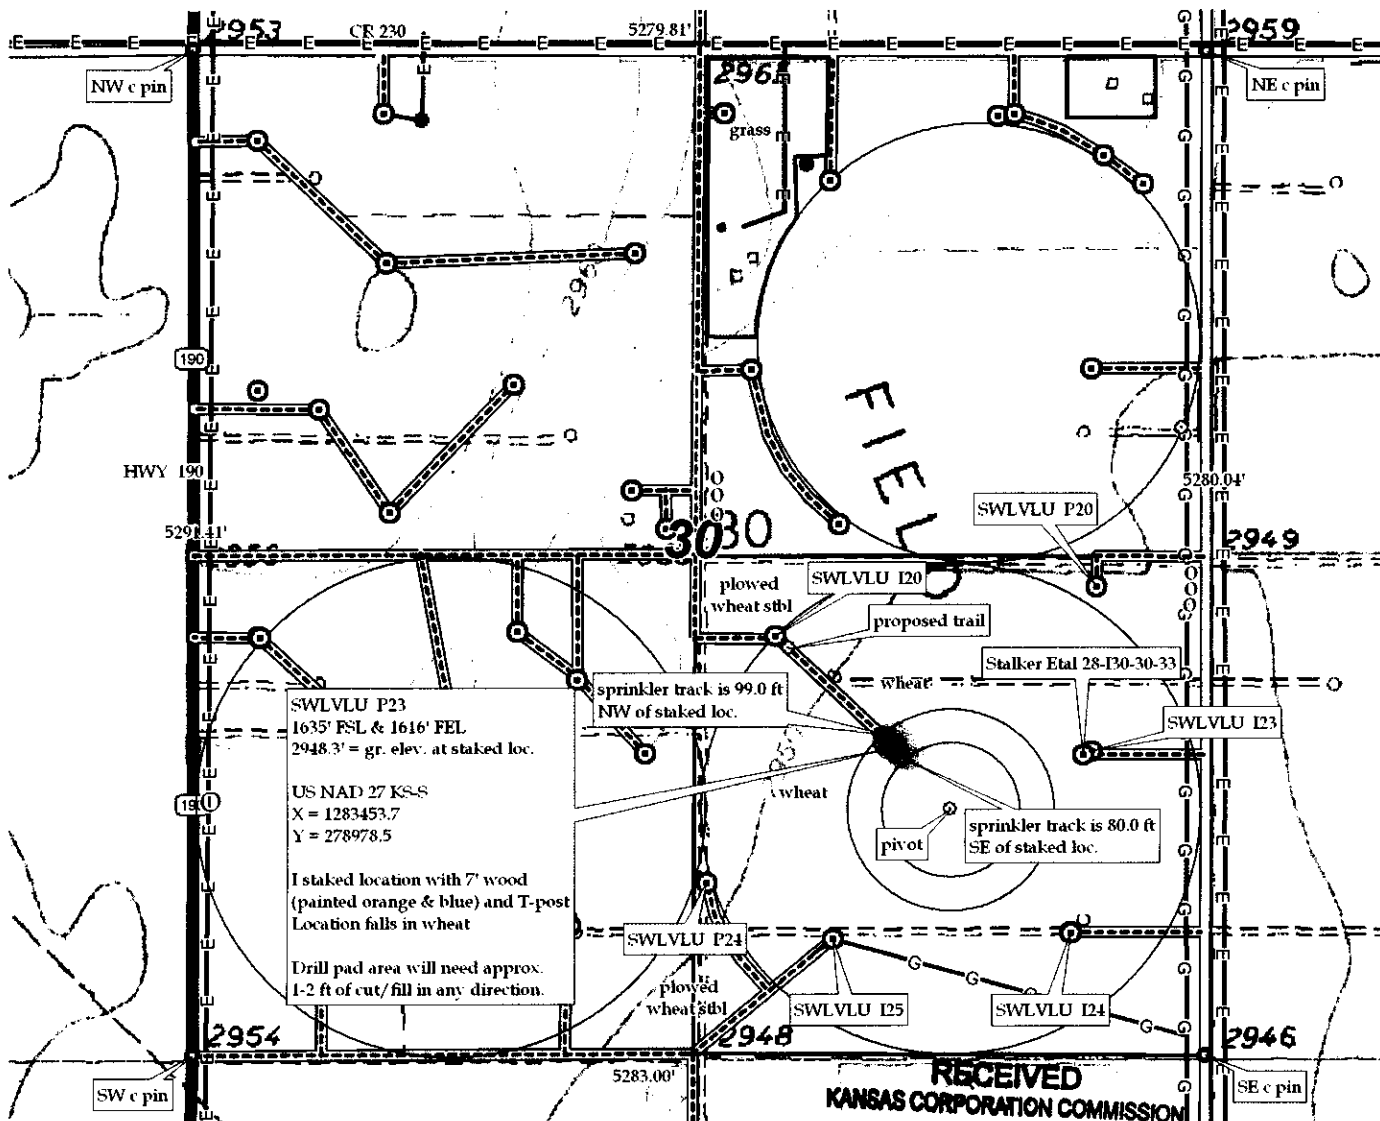 2953
CR 230
5279.81'
2959
NW c pin
NE c pin
grass
190
FIELD
HWY 190
5291.41'
5280.04'
SWLVLU P20
30
30
2949
plowed
wheat stbl
SWLVLU I20
proposed trail
Stalker Etal 28-I30-30-33
wheat
sprinkler track is 99.0 ft
NW of staked loc.
SWLVLU I23
SWLVLU P23
1635' FSL & 1616' FEL
2948.3' = gr. elev. at staked loc.
US NAD 27 KS-S
X = 1283453.7
Y = 278978.5
I staked location with 7' wood
(painted orange & blue) and T-post
Location falls in wheat
Drill pad area will need approx.
1-2 ft of cut/fill in any direction.
wheat
pivot
sprinkler track is 80.0 ft
SE of staked loc.
SWLVLU P24
plowed
wheat stbl
SWLVLU I25
SWLVLU I24
2954
2948
2946
SW c pin
5283.00'
SE c pin
RECEIVED
KANSAS CORPORATION COMMISSION